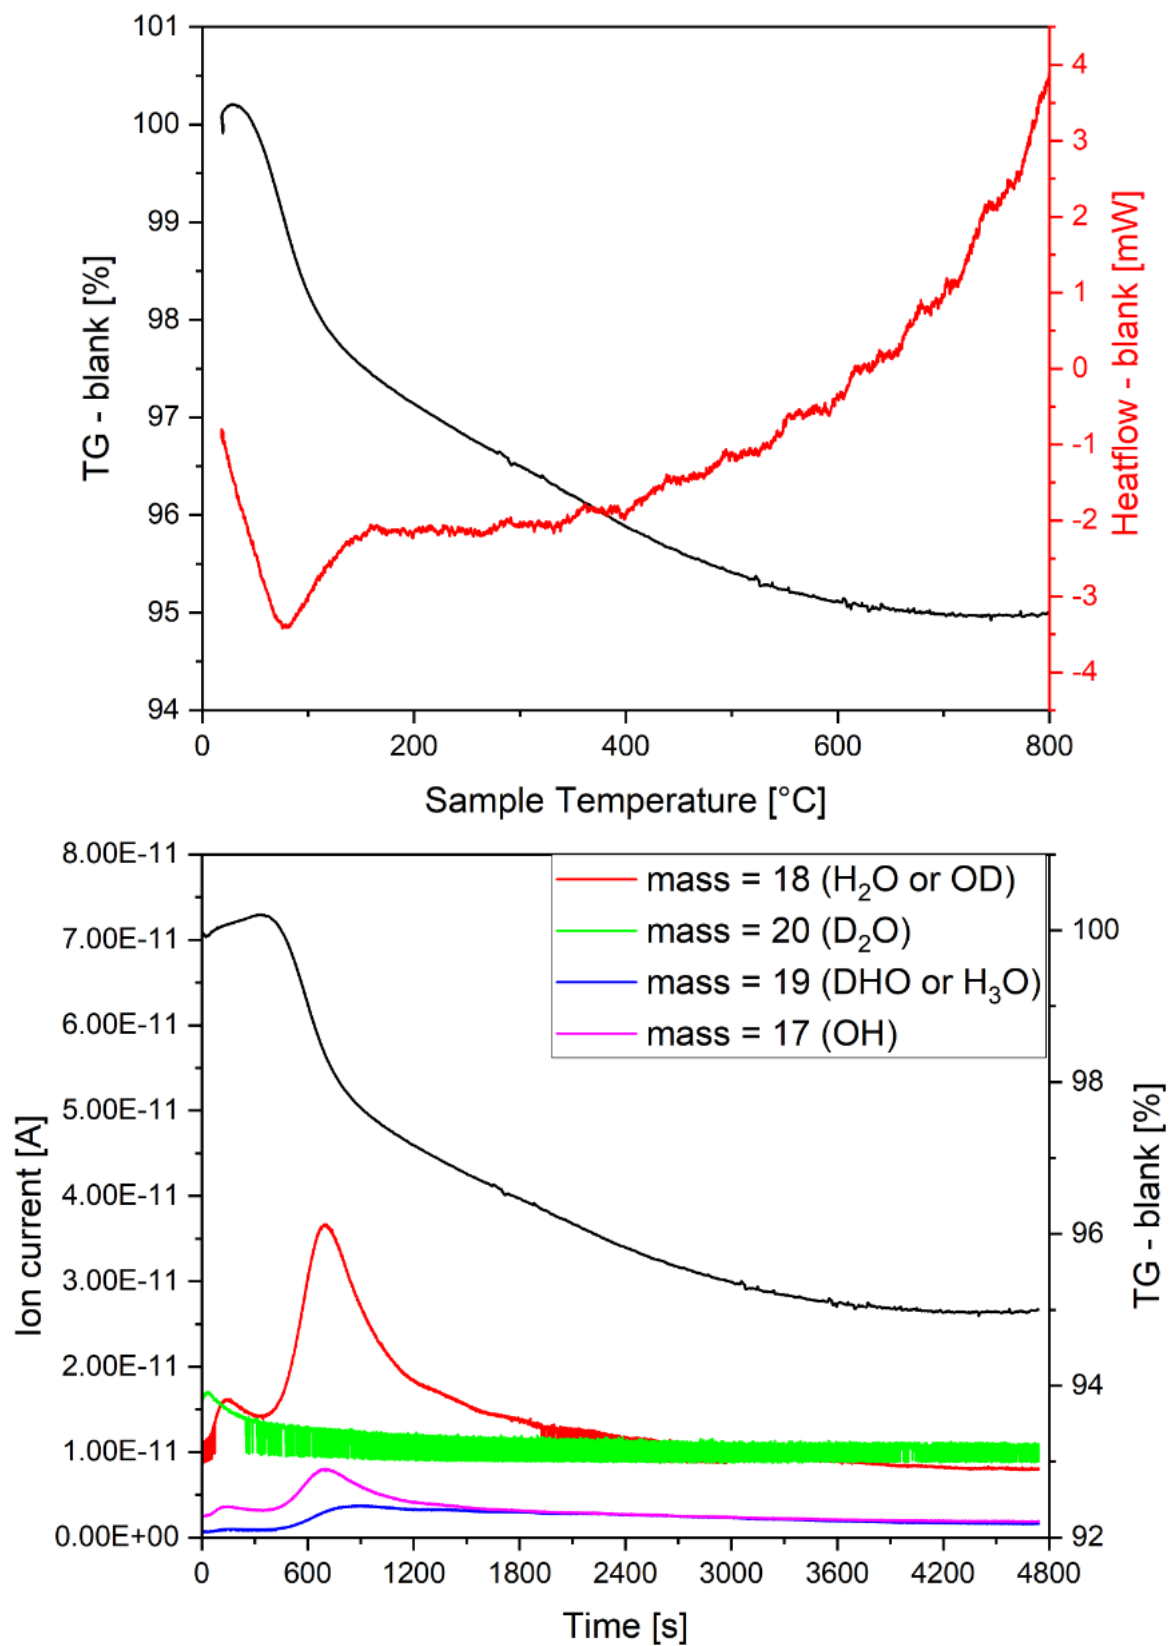 101
100
99
98
97
96
95
94
TG - blank [%]
4
3
2
1
0
-1
-2
-3
-4
Heatflow - blank [mW]
0
200
400
600
800
Sample Temperature [°C]
8.00E-11
7.00E-11
6.00E-11
5.00E-11
4.00E-11
3.00E-11
2.00E-11
1.00E-11
0.00E+00
Ion current [A]
mass = 18 (H₂O or OD)
mass = 20 (D₂O)
mass = 19 (DHO or H₃O)
mass = 17 (OH)
100
98
96
94
92
TG - blank [%]
0
600
1200
1800
2400
3000
3600
4200
4800
Time [s]